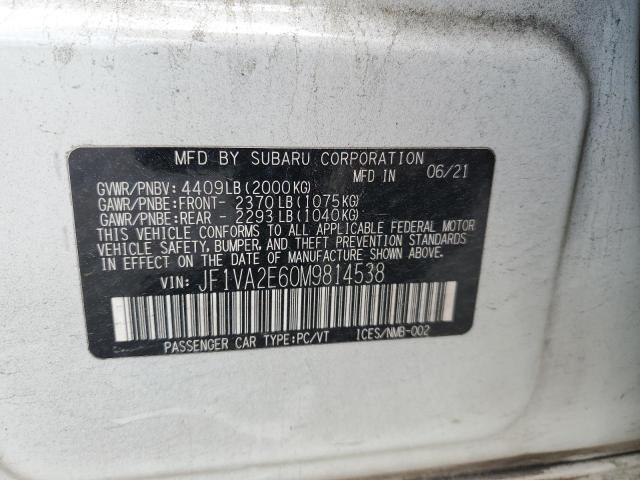 MFD BY SUBARU CORPORATION MFD IN 06/21
GVWR/PNBV: 4409LB(2000KG)
GAWR/PNBE:FRONT- 2370 LB(1075KG)
GAWR/PNBE:REAR - 2293 LB(1040KG)
THIS VEHICLE CONFORMS TO ALL APPLICABLE FEDERAL MOTOR
VEHICLE SAFETY, BUMPER, AND THEFT PREVENTION STANDARDS
IN EFFECT ON THE DATE OF MANUFACTURE SHOWN ABOVE.
VIN: JF1VA2E60M9814538
PASSENGER CAR TYPE:PC/VT ICES/NMB-002